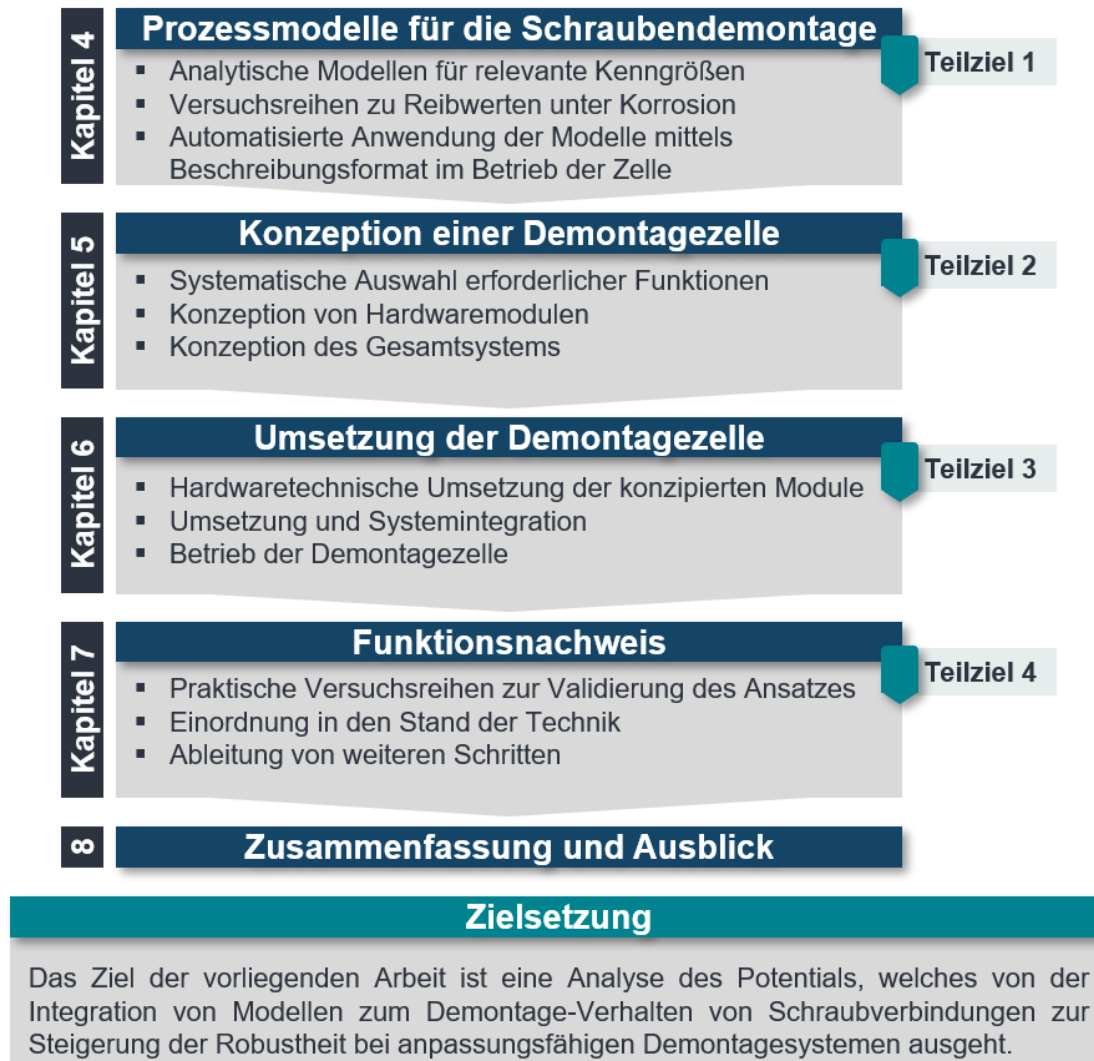 Kapitel 4
Prozessmodelle für die Schraubendemontage
Teilziel 1
▪ Analytische Modellen für relevante Kenngrößen
▪ Versuchsreihen zu Reibwerten unter Korrosion
▪ Automatisierte Anwendung der Modelle mittels
Beschreibungsformat im Betrieb der Zelle
Kapitel 5
Konzeption einer Demontagezelle
Teilziel 2
▪ Systematische Auswahl erforderlicher Funktionen
▪ Konzeption von Hardwaremodulen
▪ Konzeption des Gesamtsystems
Kapitel 6
Umsetzung der Demontagezelle
Teilziel 3
▪ Hardwaretechnische Umsetzung der konzipierten Module
▪ Umsetzung und Systemintegration
▪ Betrieb der Demontagezelle
Kapitel 7
Funktionsnachweis
Teilziel 4
▪ Praktische Versuchsreihen zur Validierung des Ansatzes
▪ Einordnung in den Stand der Technik
▪ Ableitung von weiteren Schritten
8
Zusammenfassung und Ausblick
Zielsetzung
Das Ziel der vorliegenden Arbeit ist eine Analyse des Potentials, welches von der
Integration von Modellen zum Demontage-Verhalten von Schraubverbindungen zur
Steigerung der Robustheit bei anpassungsfähigen Demontagesystemen ausgeht.